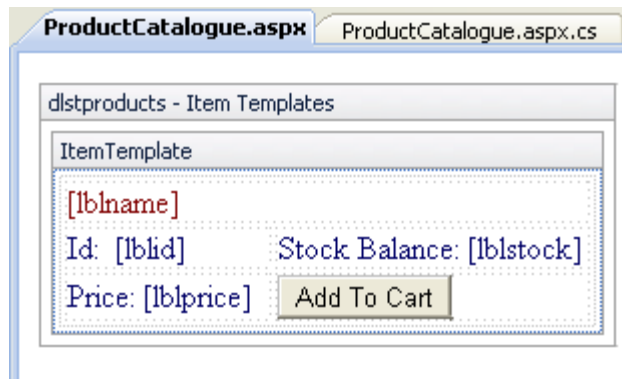 ProductCatalogue.aspx ProductCatalogue.aspx.cs
dlstproducts - Item Templates
ItemTemplate
[lblname]
Id: [lblid] Stock Balance: [lblstock]
Price: [lblprice] Add To Cart